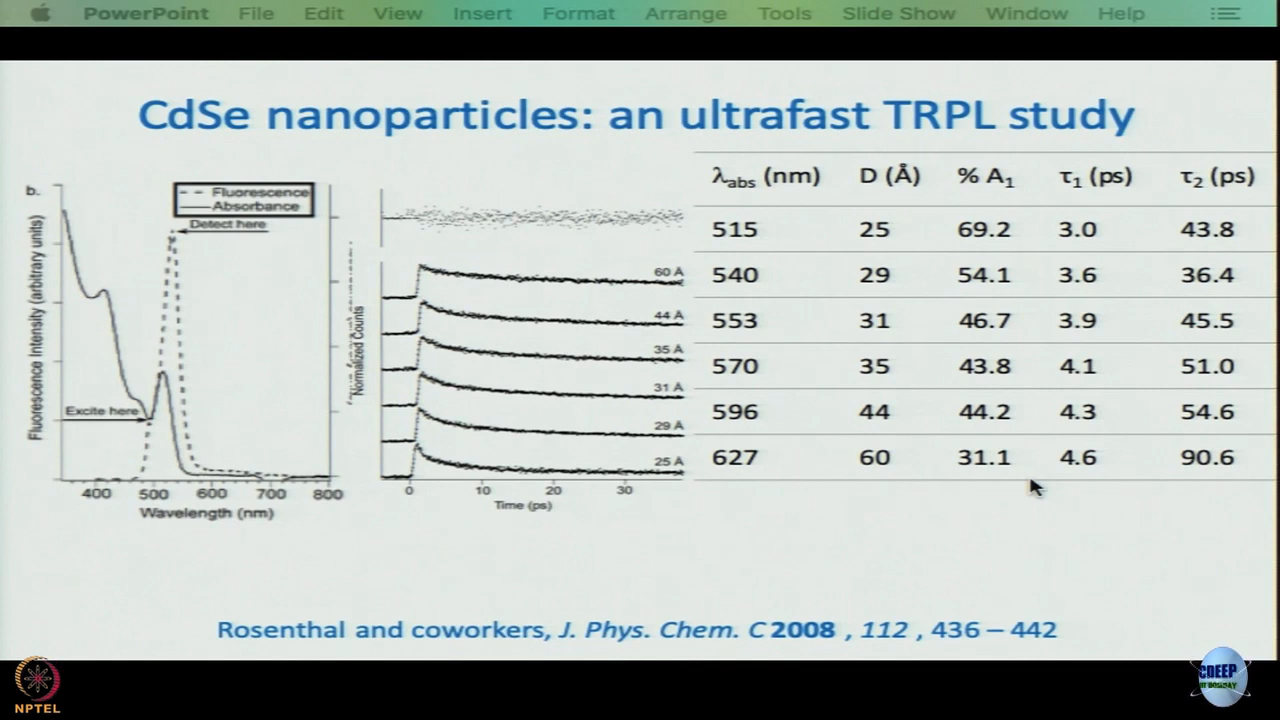 PowerPoint File Edit View Insert Format Arrange Tools Slide Show Window Help
CdSe nanoparticles: an ultrafast TRPL study
b.
Fluorescence
Absorbance
Detect here
Excite here
Fluorescence Intensity (arbitrary units)
400 500 600 700 800
Wavelength (nm)
Normalized Counts
60 Å
44 Å
35 Å
31 Å
29 Å
25 Å
0 10 20 30
Time (ps)
λabs (nm) D (Å) % A1 τ1 (ps) τ2 (ps)
515 25 69.2 3.0 43.8
540 29 54.1 3.6 36.4
553 31 46.7 3.9 45.5
570 35 43.8 4.1 51.0
596 44 44.2 4.3 54.6
627 60 31.1 4.6 90.6
Rosenthal and coworkers, J. Phys. Chem. C 2008 , 112 , 436 – 442
NPTEL
CDEEP
IIT BOMBAY